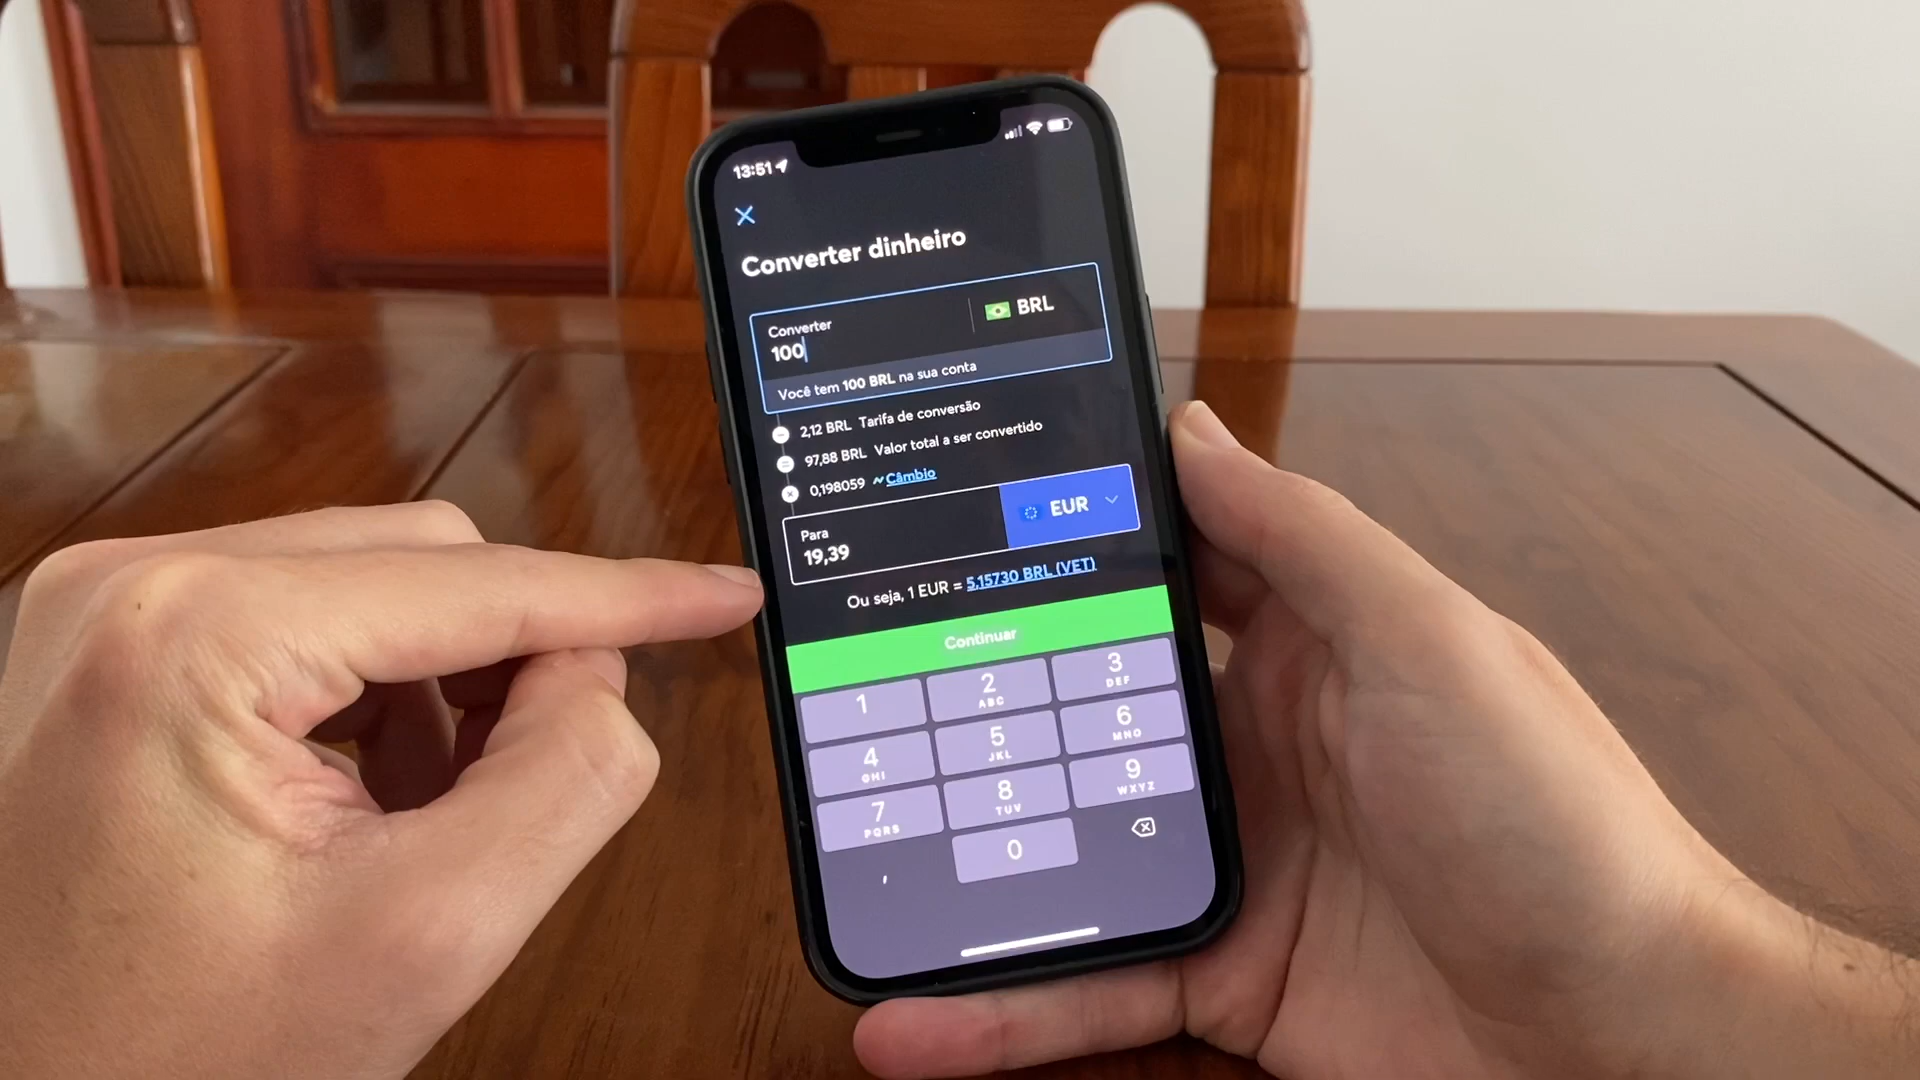 13:51
Converter dinheiro
Converter
100
BRL
Você tem 100 BRL na sua conta
2,12 BRL Tarifa de conversão
97,88 BRL Valor total a ser convertido
0,198059 Câmbio
Para
19,39
EUR
Ou seja, 1 EUR = 5,15730 BRL (VET)
Continuar
1
2
ABC
3
DEF
4
GHI
5
JKL
6
MNO
7
PQRS
8
TUV
9
WXYZ
,
0